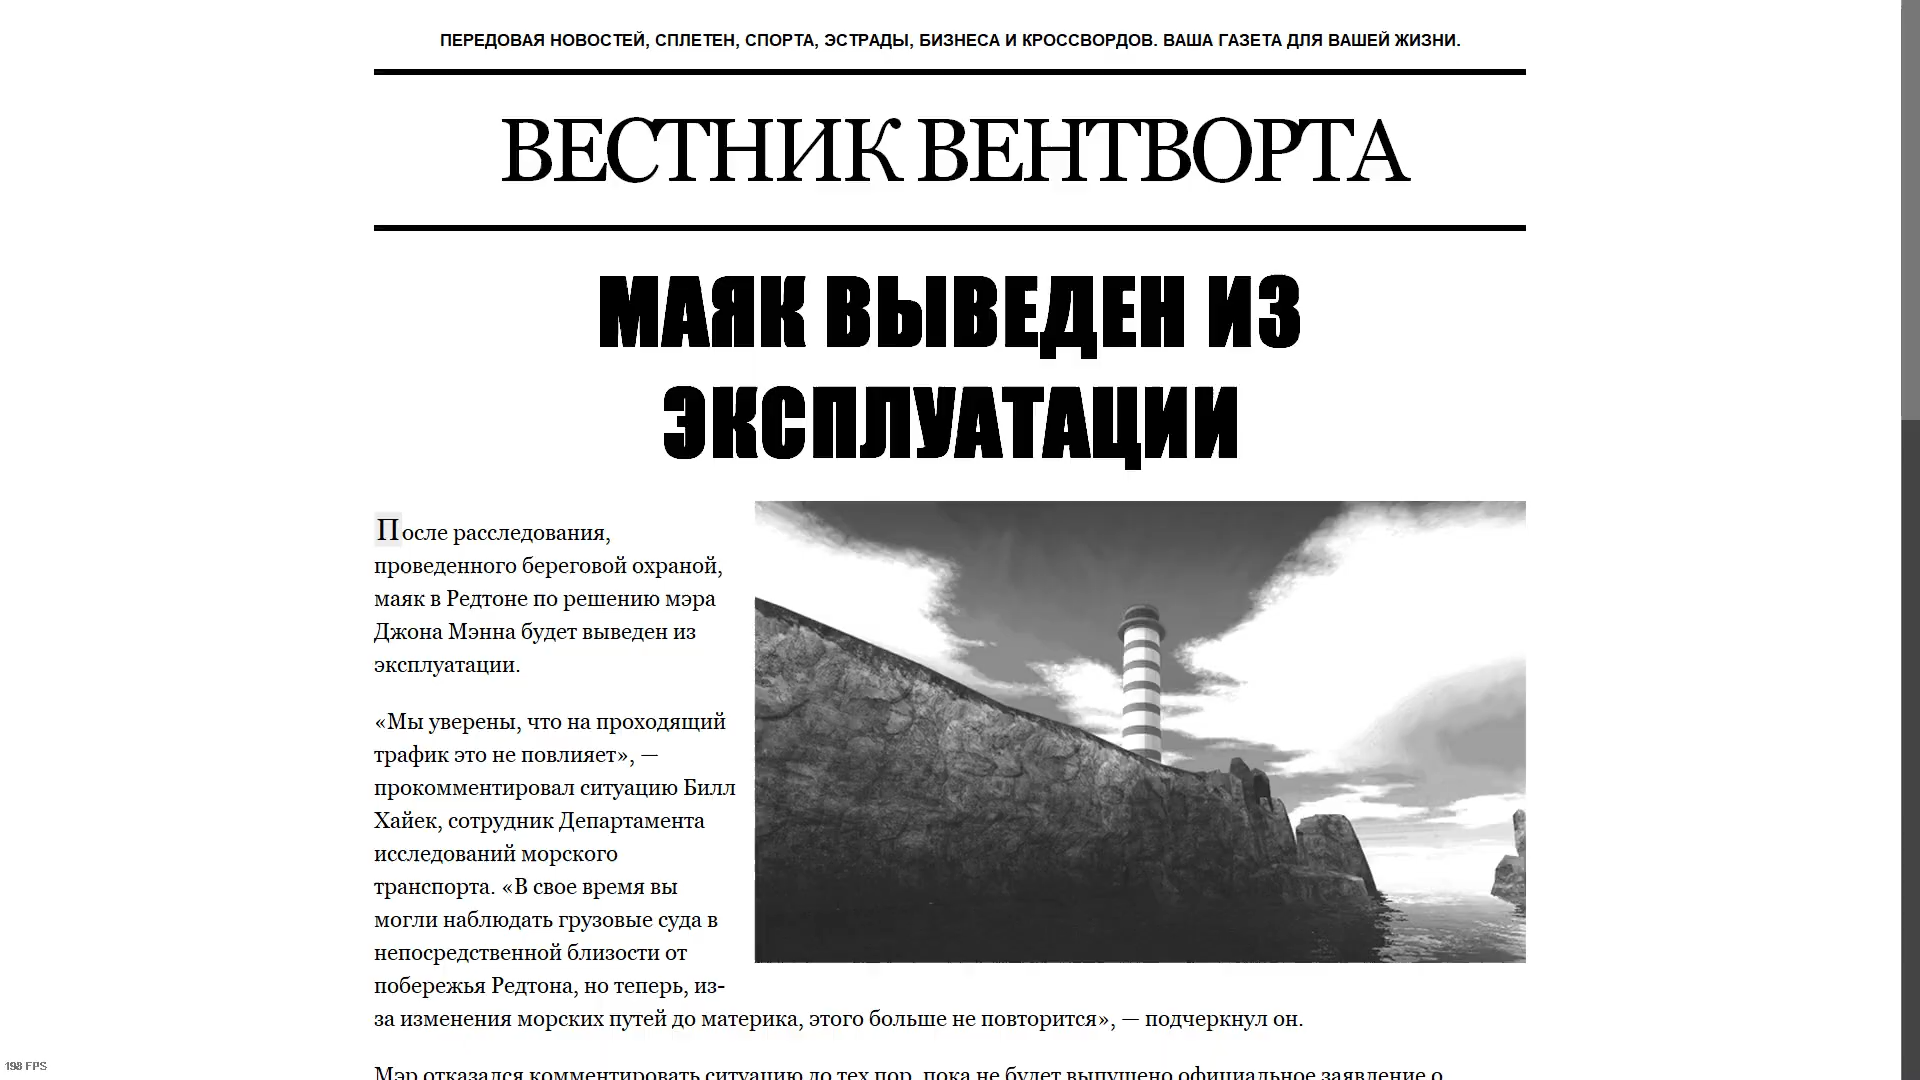 ПЕРЕДОВАЯ НОВОСТЕЙ, СПЛЕТЕН, СПОРТА, ЭСТРАДЫ, БИЗНЕСА И КРОССВОРДОВ. ВАША ГАЗЕТА ДЛЯ ВАШЕЙ ЖИЗНИ.
ВЕСТНИК ВЕНТВОРТА
МАЯК ВЫВЕДЕН ИЗ
ЭКСПЛУАТАЦИИ
После расследования,
проведенного береговой охраной,
маяк в Редтоне по решению мэра
Джона Мэнна будет выведен из
эксплуатации.
«Мы уверены, что на проходящий
трафик это не повлияет», —
прокомментировал ситуацию Билл
Хайек, сотрудник Департамента
исследований морского
транспорта. «В свое время вы
могли наблюдать грузовые суда в
непосредственной близости от
побережья Редтона, но теперь, из-
за изменения морских путей до материка, этого больше не повторится», — подчеркнул он.
Мэр отказался комментировать ситуацию до тех пор, пока не будет выпущено официальное заявление о
198 FPS